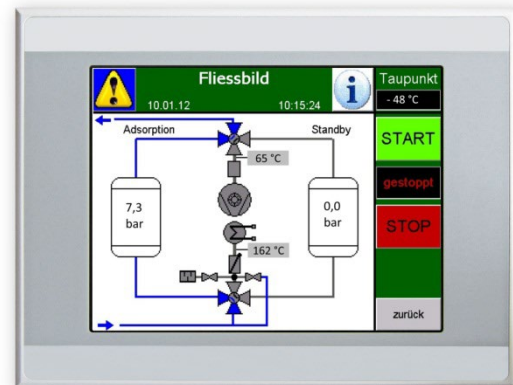 Fliessbild
10.01.12 10:15:24
Taupunkt
- 48 °C
Adsorption
Standby
START
65 °C
gestoppt
7,3
bar
0,0
bar
STOP
162 °C
zurück